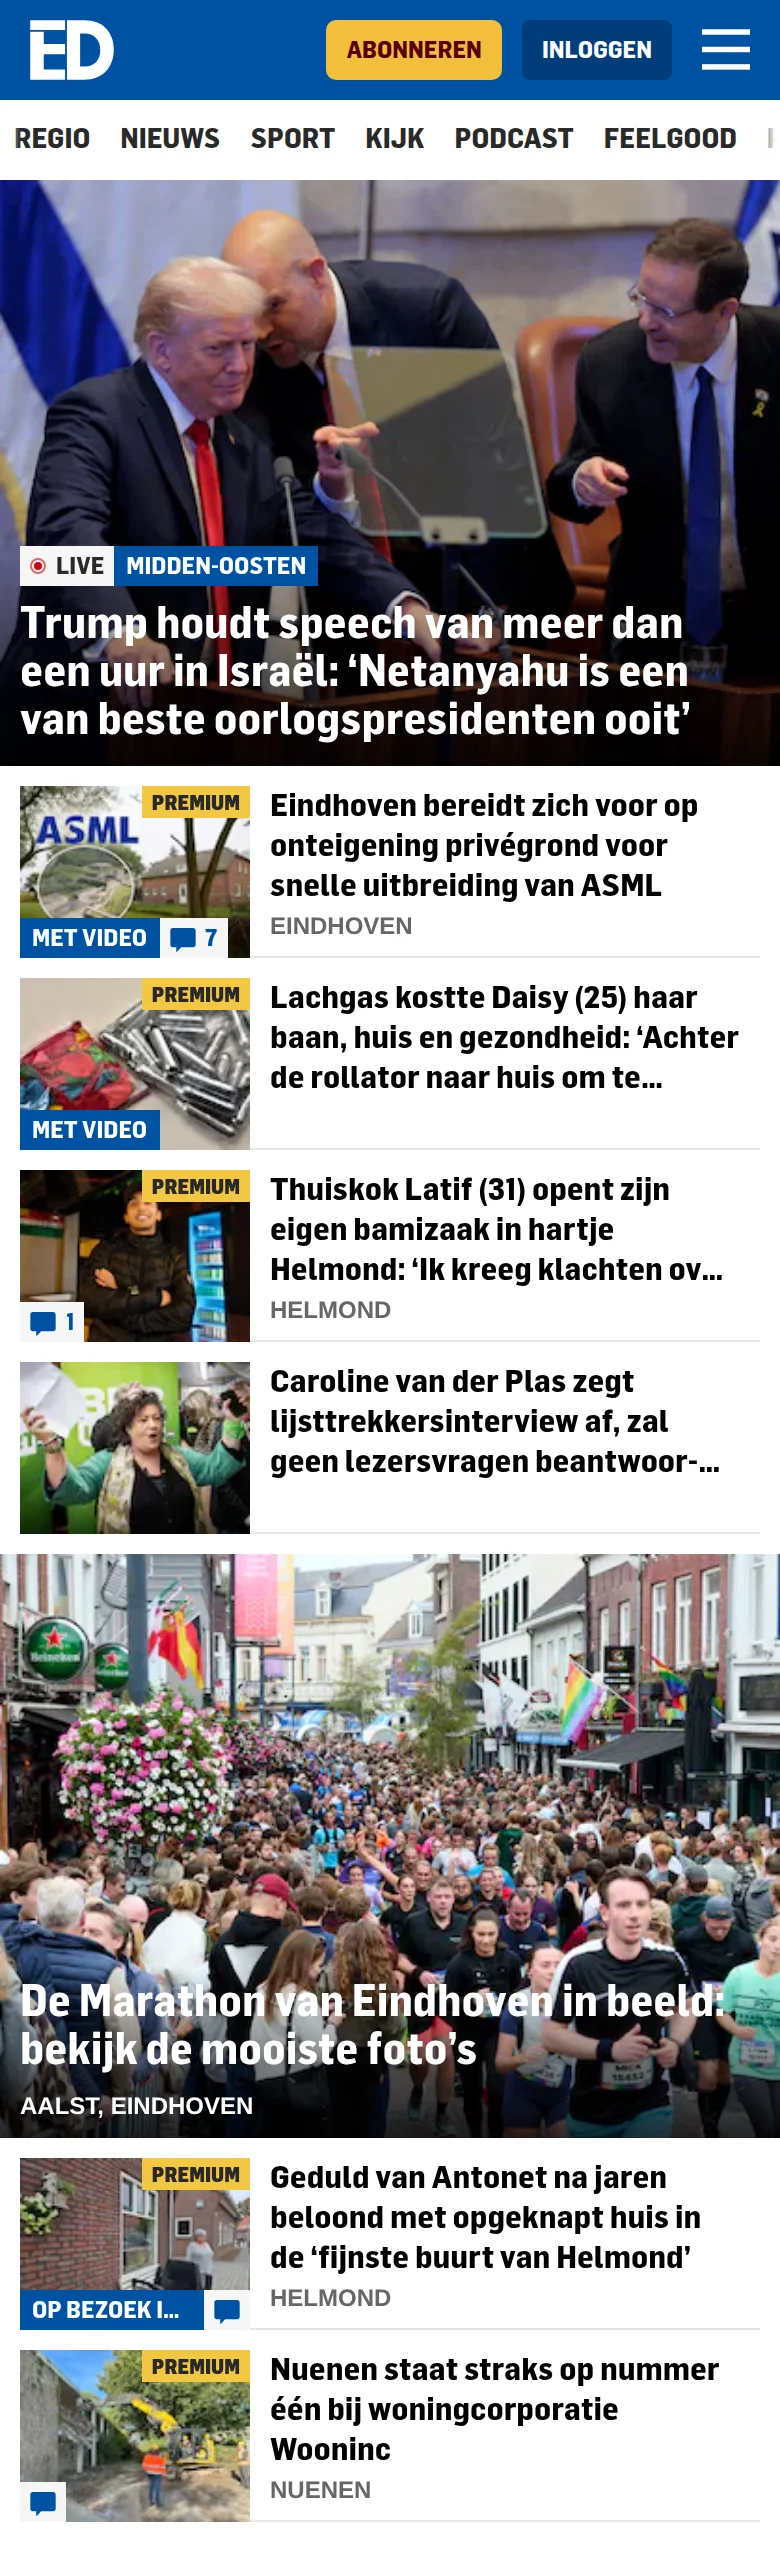 ED
ABONNEREN
INLOGGEN
REGIO NIEUWS SPORT KIJK PODCAST FEELGOOD
LIVE MIDDEN-OOSTEN
Trump houdt speech van meer dan
een uur in Israël: ‘Netanyahu is een
van beste oorlogspresidenten ooit’
ASML
PREMIUM
MET VIDEO
7
Eindhoven bereidt zich voor op
onteigening privégrond voor
snelle uitbreiding van ASML
EINDHOVEN
PREMIUM
MET VIDEO
Lachgas kostte Daisy (25) haar
baan, huis en gezondheid: ‘Achter
de rollator naar huis om te...
PREMIUM
1
Thuiskok Latif (31) opent zijn
eigen bamizaak in hartje
Helmond: ‘Ik kreeg klachten ov...
HELMOND
Caroline van der Plas zegt
lijsttrekkersinterview af, zal
geen lezersvragen beantwoor-...
Heineken
De Marathon van Eindhoven in beeld:
bekijk de mooiste foto’s
AALST, EINDHOVEN
PREMIUM
OP BEZOEK I...
Geduld van Antonet na jaren
beloond met opgeknapt huis in
de ‘fijnste buurt van Helmond’
HELMOND
PREMIUM
Nuenen staat straks op nummer
één bij woningcorporatie
Wooninc
NUENEN